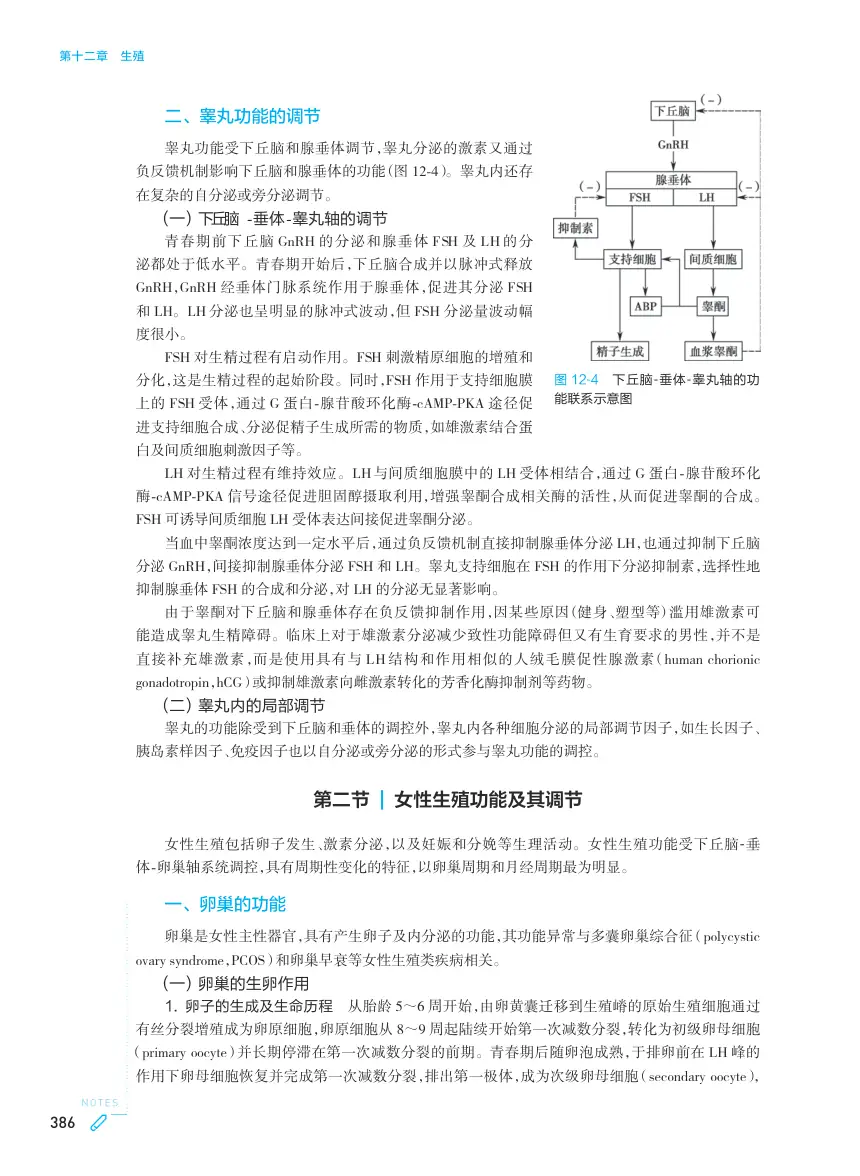 第十二章　生殖
二、睾丸功能的调节
睾丸功能受下丘脑和腺垂体调节,睾丸分泌的激素又通过
负反馈机制影响下丘脑和腺垂体的功能(图 12-4)。睾丸内还存
在复杂的自分泌或旁分泌调节。
(一) 下丘脑 -垂体-睾丸轴的调节
青春期前下丘脑 GnRH 的分泌和腺垂体 FSH 及 LH 的分
泌都处于低水平。青春期开始后,下丘脑合成并以脉冲式释放
GnRH,GnRH 经垂体门脉系统作用于腺垂体,促进其分泌 FSH
和 LH。LH 分泌也呈明显的脉冲式波动,但 FSH 分泌量波动幅
度很小。
FSH 对生精过程有启动作用。FSH 刺激精原细胞的增殖和
分化,这是生精过程的起始阶段。同时,FSH 作用于支持细胞膜
上的 FSH 受体,通过 G 蛋白-腺苷酸环化酶-cAMP-PKA 途径促
进支持细胞合成、分泌促精子生成所需的物质,如雄激素结合蛋
白及间质细胞刺激因子等。
(-)
下丘脑
GnRH
腺垂体
(-)
(-)
FSH
LH
抑制素
支持细胞
间质细胞
ABP
睾酮
精子生成
血浆睾酮
图 12-4　下丘脑-垂体-睾丸轴的功
能联系示意图
LH 对生精过程有维持效应。LH 与间质细胞膜中的 LH 受体相结合,通过 G 蛋白-腺苷酸环化
酶-cAMP-PKA 信号途径促进胆固醇摄取利用,增强睾酮合成相关酶的活性,从而促进睾酮的合成。
FSH 可诱导间质细胞 LH 受体表达间接促进睾酮分泌。
当血中睾酮浓度达到一定水平后,通过负反馈机制直接抑制腺垂体分泌 LH,也通过抑制下丘脑
分泌 GnRH,间接抑制腺垂体分泌 FSH 和 LH。睾丸支持细胞在 FSH 的作用下分泌抑制素,选择性地
抑制腺垂体 FSH 的合成和分泌,对 LH 的分泌无显著影响。
由于睾酮对下丘脑和腺垂体存在负反馈抑制作用,因某些原因(健身、塑型等)滥用雄激素可
能造成睾丸生精障碍。临床上对于雄激素分泌减少致性功能障碍但又有生育要求的男性,并不是
直接补充雄激素,而是使用具有与 LH 结构和作用相似的人绒毛膜促性腺激素(human chorionic
gonadotropin,hCG)或抑制雄激素向雌激素转化的芳香化酶抑制剂等药物。
(二) 睾丸内的局部调节
睾丸的功能除受到下丘脑和垂体的调控外,睾丸内各种细胞分泌的局部调节因子,如生长因子、
胰岛素样因子、免疫因子也以自分泌或旁分泌的形式参与睾丸功能的调控。
第二节 | 女性生殖功能及其调节
女性生殖包括卵子发生、激素分泌,以及妊娠和分娩等生理活动。女性生殖功能受下丘脑-垂
体-卵巢轴系统调控,具有周期性变化的特征,以卵巢周期和月经周期最为明显。
一、卵巢的功能
卵巢是女性主性器官,具有产生卵子及内分泌的功能,其功能异常与多囊卵巢综合征(polycystic
ovary syndrome,PCOS)和卵巢早衰等女性生殖类疾病相关。
(一) 卵巢的生卵作用
1. 卵子的生成及生命历程　从胎龄 5～6 周开始,由卵黄囊迁移到生殖嵴的原始生殖细胞通过
有丝分裂增殖成为卵原细胞,卵原细胞从 8～9 周起陆续开始第一次减数分裂,转化为初级卵母细胞
(primary oocyte)并长期停滞在第一次减数分裂的前期。青春期后随卵泡成熟,于排卵前在 LH 峰的
作用下卵母细胞恢复并完成第一次减数分裂,排出第一极体,成为次级卵母细胞(secondary oocyte),
NOTES
386